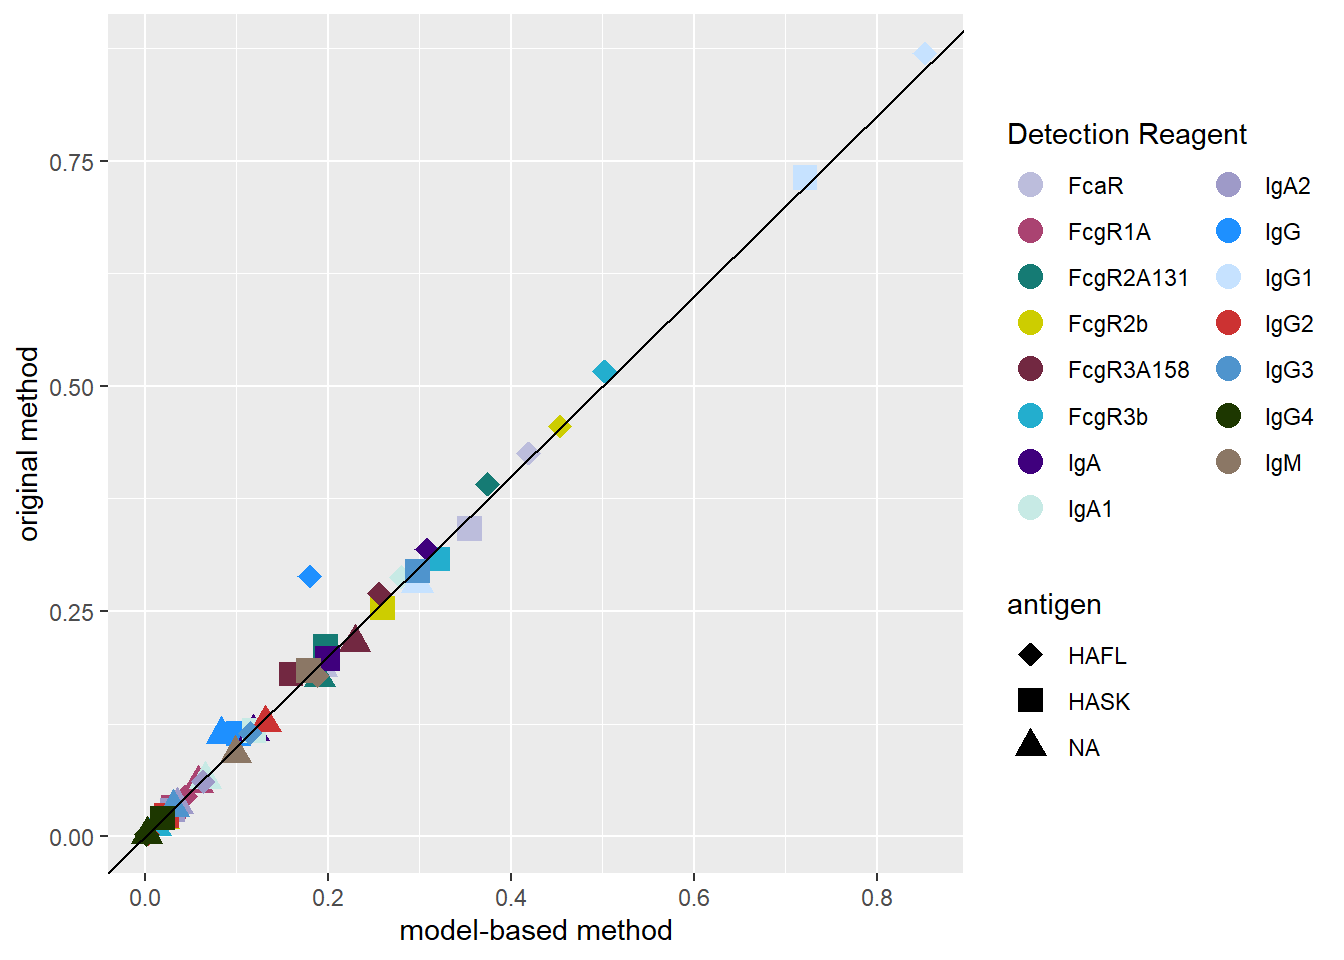 original method
0.75
0.50
0.25
0.00
0.0 0.2 0.4 0.6 0.8
model-based method
Detection Reagent
FcaR IgA2
FcgR1A IgG
FcgR2A131 IgG1
FcgR2b IgG2
FcgR3A158 IgG3
FcgR3b IgG4
IgA IgM
IgA1
antigen
HAFL
HASK
NA